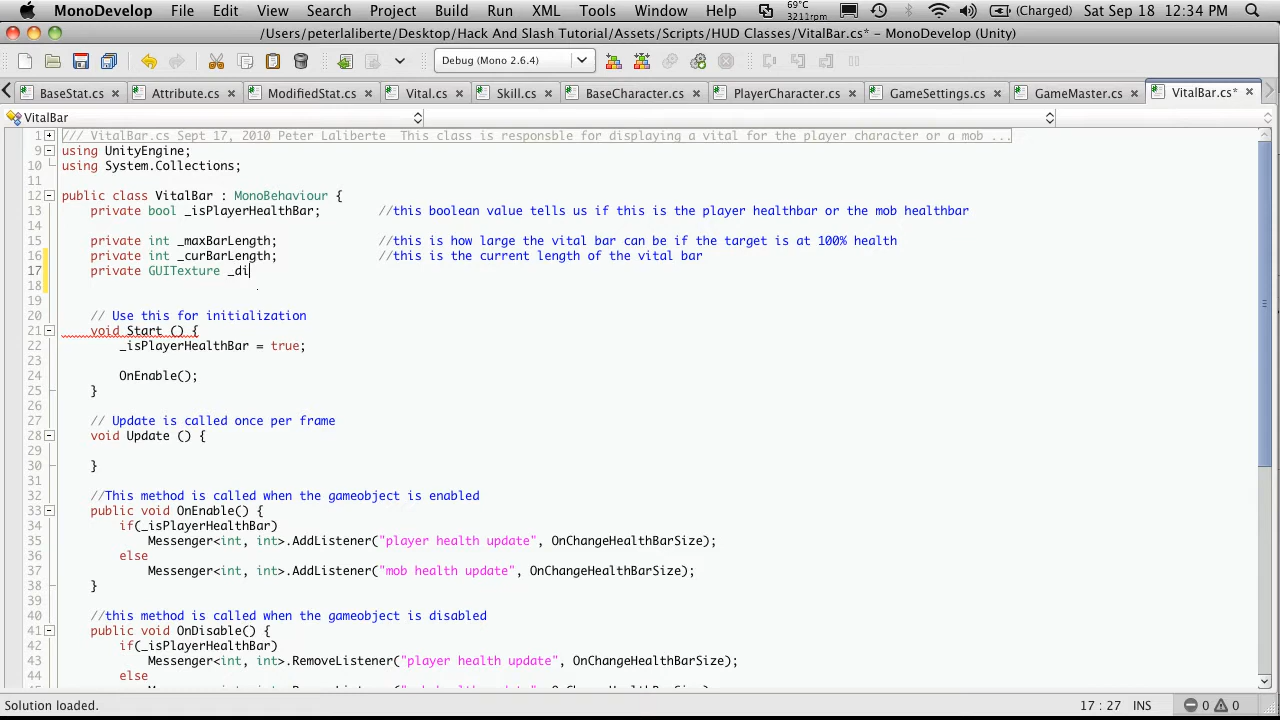 MonoDevelop File Edit View Search Project Build Run XML Tools Window Help 69°C 3211rpm (Charged) Sat Sep 18 12:34 PM
/Users/peterlaliberte/Desktop/Hack And Slash Tutorial/Assets/Scripts/HUD Classes/VitalBar.cs* – MonoDevelop (Unity)
Debug (Mono 2.6.4)
BaseStat.cs Attribute.cs ModifiedStat.cs Vital.cs Skill.cs BaseCharacter.cs PlayerCharacter.cs GameSettings.cs GameMaster.cs VitalBar.cs*
VitalBar
1 /// VitalBar.cs Sept 17, 2010 Peter Laliberte  This class is responsble for displaying a vital for the player character or a mob ...
9 using UnityEngine;
10 using System.Collections;
11
12 public class VitalBar : MonoBehaviour {
13 private bool _isPlayerHealthBar; //this boolean value tells us if this is the player healthbar or the mob healthbar
14
15 private int _maxBarLength; //this is how large the vital bar can be if the target is at 100% health
16 private int _curBarLength; //this is the current length of the vital bar
17 private GUITexture _di
18
19
20 // Use this for initialization
21 void Start () {
22 _isPlayerHealthBar = true;
23
24 OnEnable();
25 }
26
27 // Update is called once per frame
28 void Update () {
29
30 }
31
32 //This method is called when the gameobject is enabled
33 public void OnEnable() {
34 if(_isPlayerHealthBar)
35 Messenger<int, int>.AddListener("player health update", OnChangeHealthBarSize);
36 else
37 Messenger<int, int>.AddListener("mob health update", OnChangeHealthBarSize);
38 }
39
40 //this method is called when the gameobject is disabled
41 public void OnDisable() {
42 if(_isPlayerHealthBar)
43 Messenger<int, int>.RemoveListener("player health update", OnChangeHealthBarSize);
44 else
Solution loaded. 17 : 27 INS 0 0